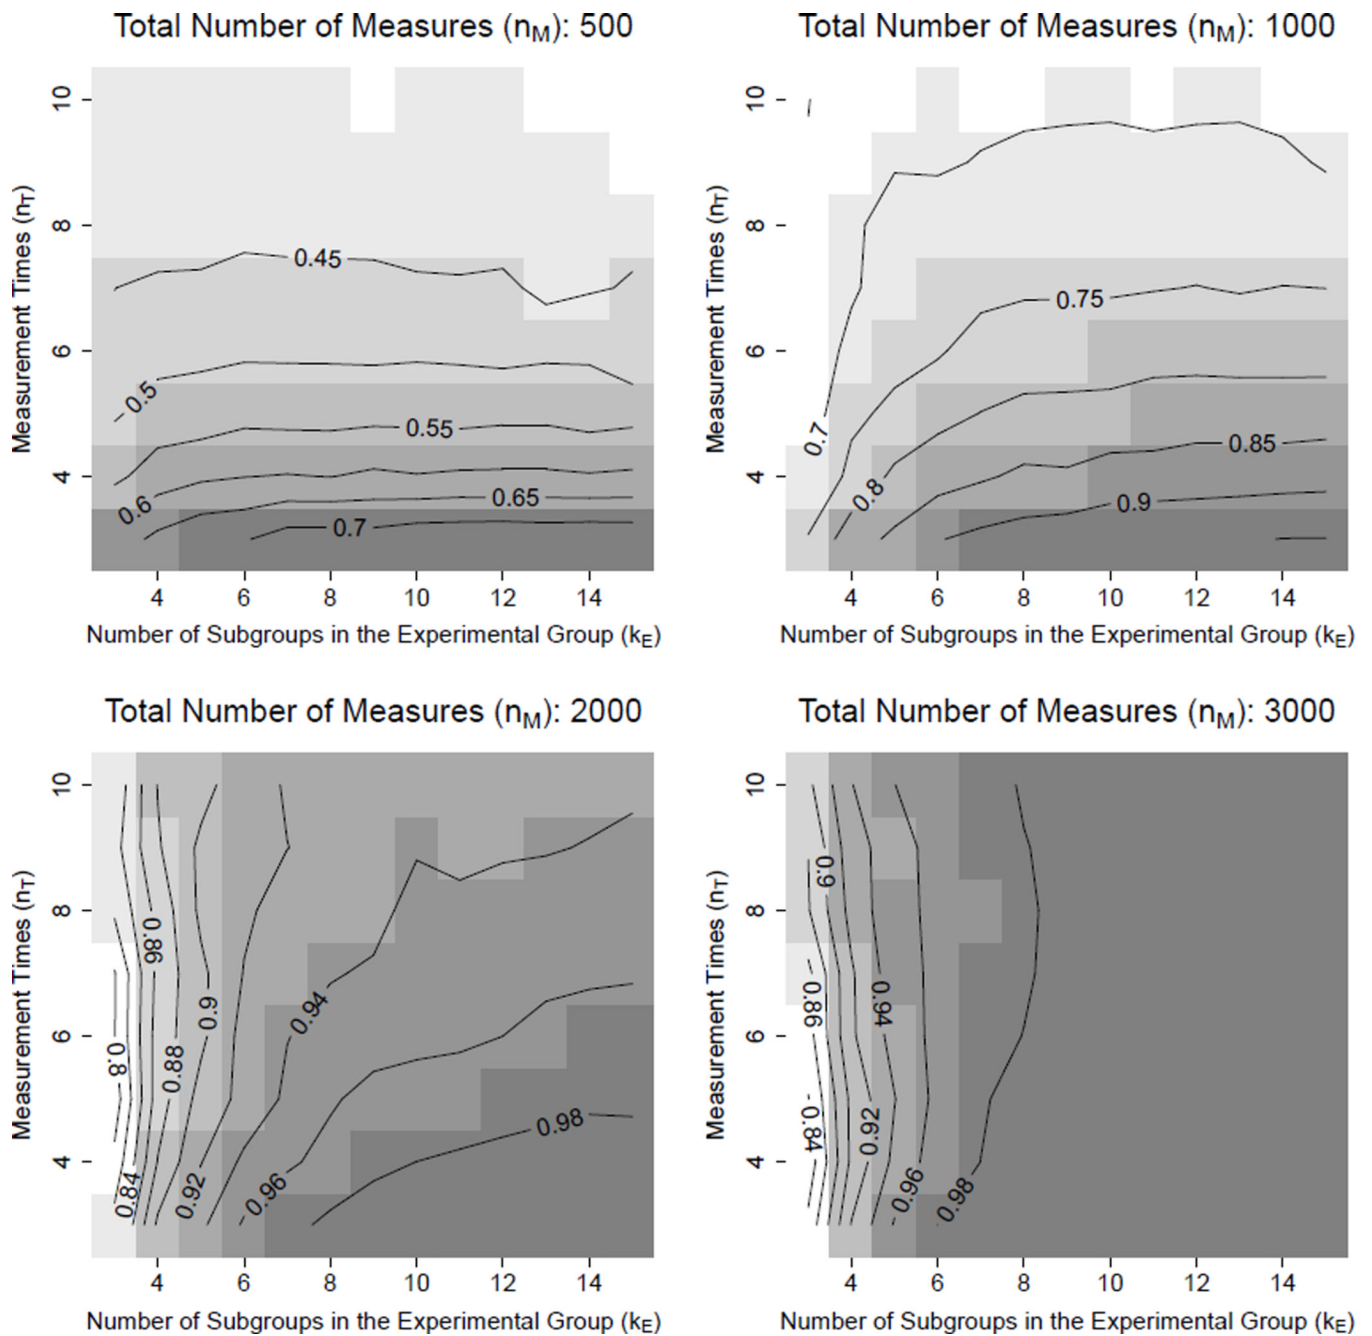 Total Number of Measures (nM): 500
10
8
6
4
Measurement Times (nT)
0.45
0.5
0.55
0.6
0.65
0.7
4 6 8 10 12 14
Number of Subgroups in the Experimental Group (kE)
Total Number of Measures (nM): 1000
10
8
6
4
Measurement Times (nT)
0.75
0.7
0.85
0.8
0.9
4 6 8 10 12 14
Number of Subgroups in the Experimental Group (kE)
Total Number of Measures (nM): 2000
10
8
6
4
Measurement Times (nT)
0.86
0.9
0.94
0.8
0.88
0.98
0.84
0.92
0.96
4 6 8 10 12 14
Number of Subgroups in the Experimental Group (kE)
Total Number of Measures (nM): 3000
10
8
6
4
Measurement Times (nT)
0.9
0.86
0.94
0.84
0.92
0.96
0.98
4 6 8 10 12 14
Number of Subgroups in the Experimental Group (kE)